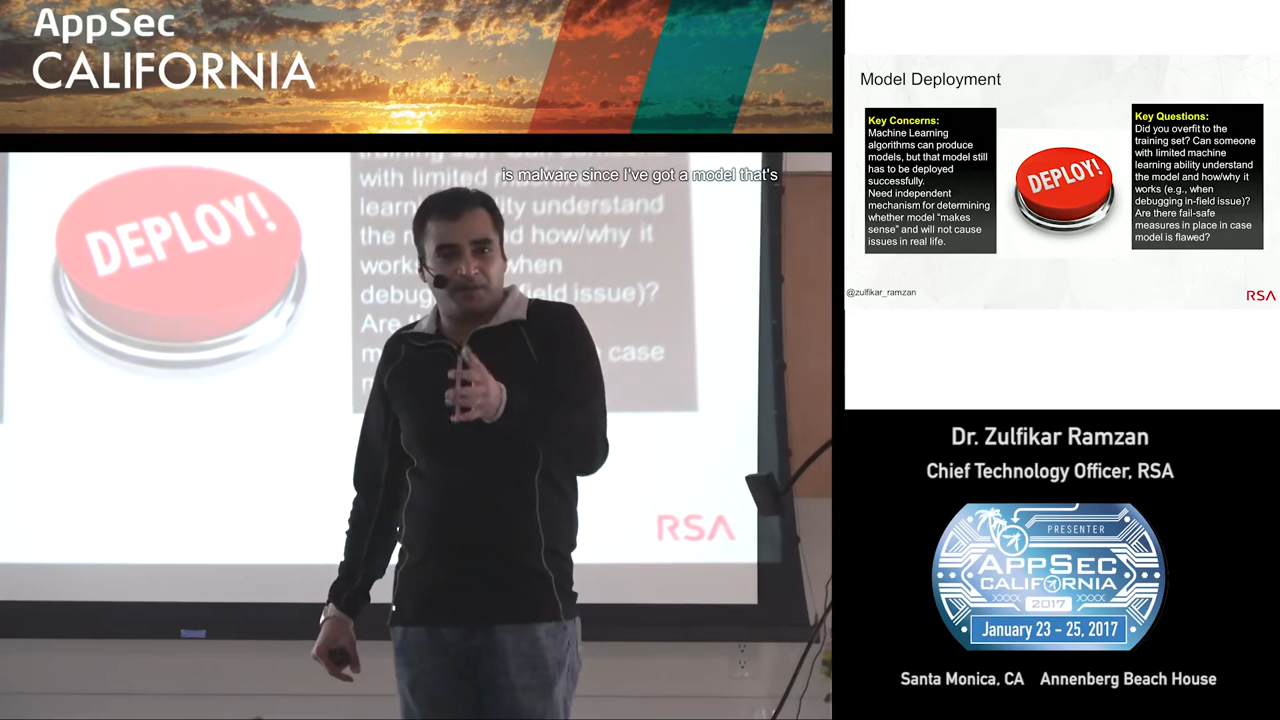 AppSec
CALIFORNIA
is malware since I've got a model that's
DEPLOY!
with limited
learn
ility understand
the m
d how/why it
work
when
debug
field issue)?
Are
case
RSA
Model Deployment
Key Concerns:
Machine Learning
algorithms can produce
models, but that model still
has to be deployed
successfully.
Need independent
mechanism for determining
whether model "makes
sense" and will not cause
issues in real life.
DEPLOY!
Key Questions:
Did you overfit to the
training set? Can someone
with limited machine
learning ability understand
the model and how/why it
works (e.g., when
debugging in-field issue)?
Are there fail-safe
measures in place in case
model is flawed?
@zulfikar_ramzan
RSA
Dr. Zulfikar Ramzan
Chief Technology Officer, RSA
PRESENTER
APPSEC
CALIFORNIA
2017
January 23 - 25, 2017
Santa Monica, CA Annenberg Beach House